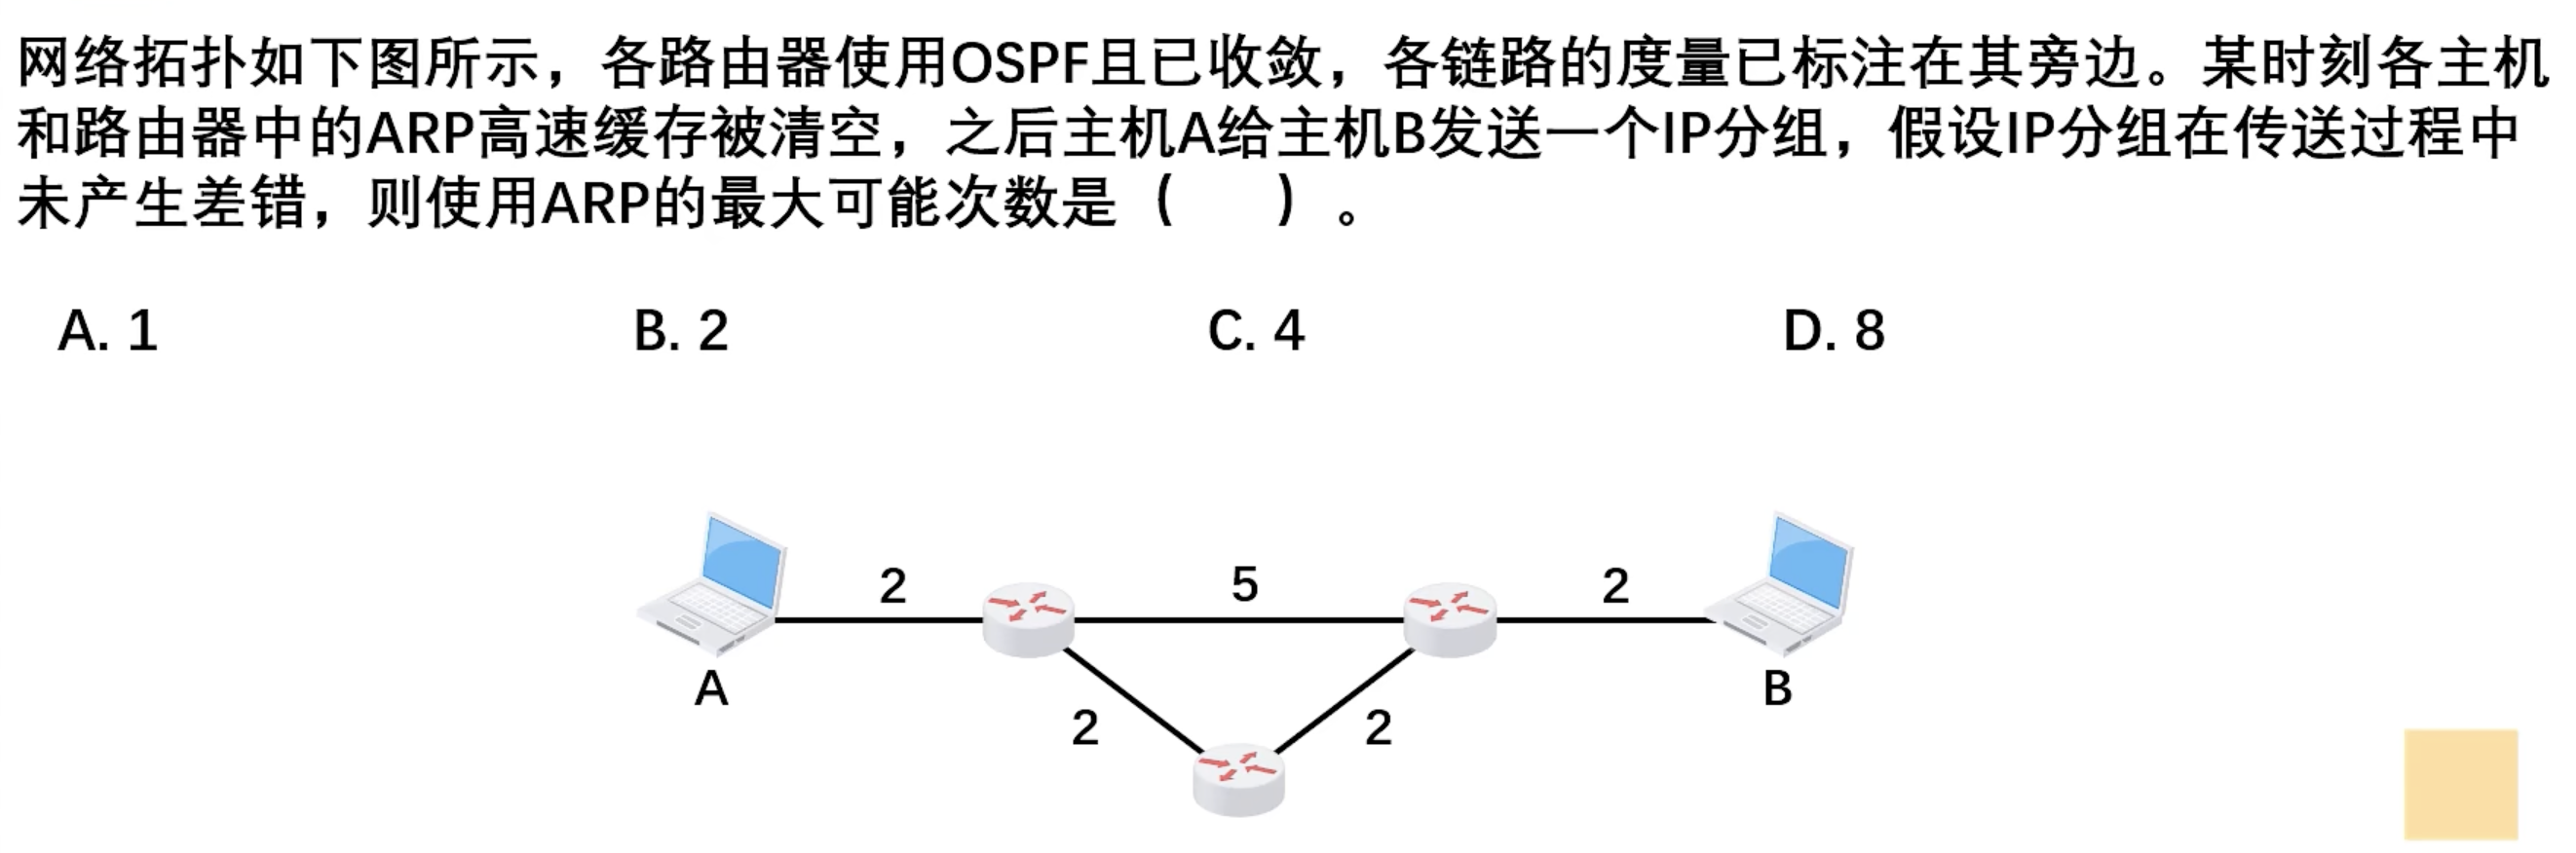 网络拓扑如下图所示，各路由器使用OSPF且已收敛，各链路的度量已标注在其旁边。某时刻各主机
和路由器中的ARP高速缓存被清空，之后主机A给主机B发送一个IP分组，假设IP分组在传送过程中
未产生差错，则使用ARP的最大可能次数是（ ）。
A. 1 B. 2 C. 4 D. 8
2 5 2
A B
2 2